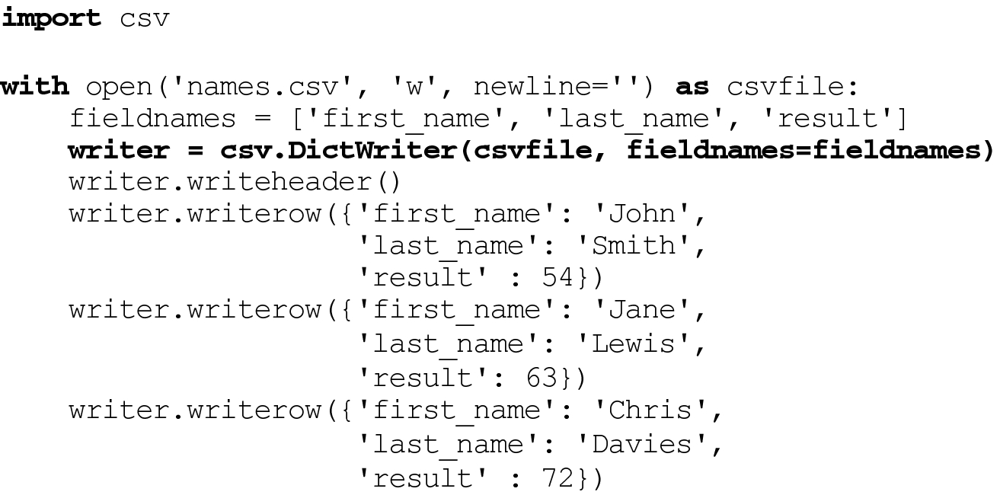 import csv
with open('names.csv', 'w', newline='') as csvfile:
    fieldnames = ['first_name', 'last_name', 'result']
    writer = csv.DictWriter(csvfile, fieldnames=fieldnames)
    writer.writeheader()
    writer.writerow({'first_name': 'John',
                     'last_name': 'Smith',
                     'result' : 54})
    writer.writerow({'first_name': 'Jane',
                     'last_name': 'Lewis',
                     'result': 63})
    writer.writerow({'first_name': 'Chris',
                     'last_name': 'Davies',
                     'result' : 72})